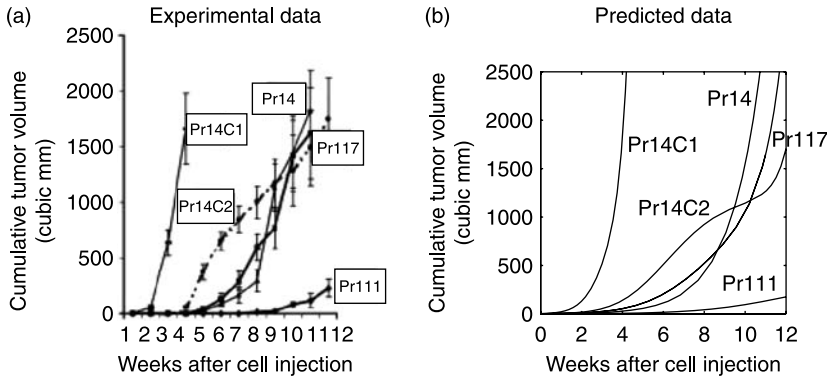 (a)
Experimental data
Cumulative tumor volume
(cubic mm)
2500
2000
1500
1000
500
0
Pr14C1
Pr14
Pr117
Pr14C2
Pr111
1 2 3 4 5 6 7 8 9 10 11 12
Weeks after cell injection
(b)
Predicted data
Cumulative tumor volume
(cubic mm)
2500
2000
1500
1000
500
0
Pr14
Pr117
Pr14C1
Pr14C2
Pr111
0 2 4 6 8 10 12
Weeks after cell injection